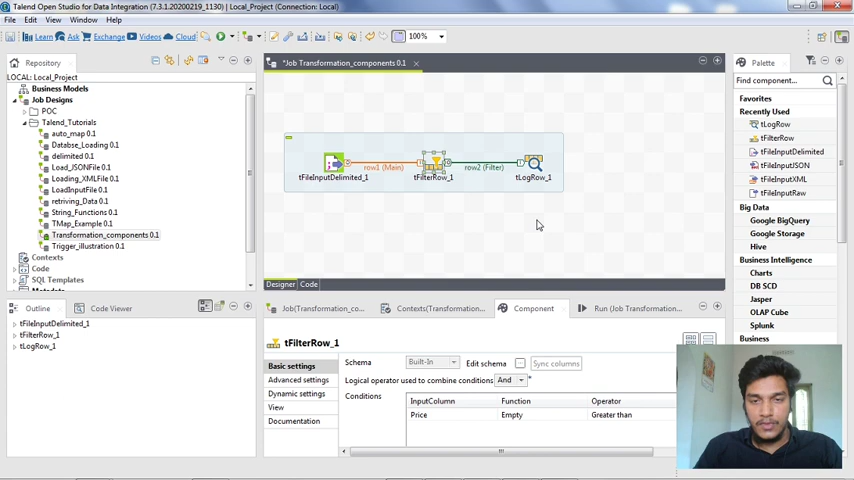 Talend Open Studio for Data Integration (7.3.1.20200219_1130) | Local_Project (Connection: Local)
File Edit View Window Help
Learn Ask Exchange Videos Cloud
100%
Repository
LOCAL: Local_Project
Business Models
Job Designs
POC
Talend_Tutorials
auto_map 0.1
Databse_Loading 0.1
delimited 0.1
Load_JSONFile 0.1
Loading_XMLFile 0.1
LoadInputFile 0.1
retriving_Data 0.1
String_Functions 0.1
TMap_Example 0.1
Transformation_components 0.1
Trigger_illustration 0.1
Contexts
Code
SQL Templates
Metadata
*Job Transformation_components 0.1
row1 (Main)
row2 (Filter)
tFileInputDelimited_1
tFilterRow_1
tLogRow_1
Designer Code
Palette
Find component...
Favorites
Recently Used
tLogRow
tFilterRow
tFileInputDelimited
tFileInputJSON
tFileInputXML
tFileInputRaw
Big Data
Google BigQuery
Google Storage
Hive
Business Intelligence
Charts
DB SCD
Jasper
OLAP Cube
Splunk
Business
Outline Code Viewer
tFileInputDelimited_1
tFilterRow_1
tLogRow_1
Job(Transformation_co... Contexts(Transformation... Component Run (Job Transformation...
tFilterRow_1
Basic settings
Advanced settings
Dynamic settings
View
Documentation
Schema Built-In Edit schema Sync columns
Logical operator used to combine conditions And *
Conditions
InputColumn Function Operator
Price Empty Greater than